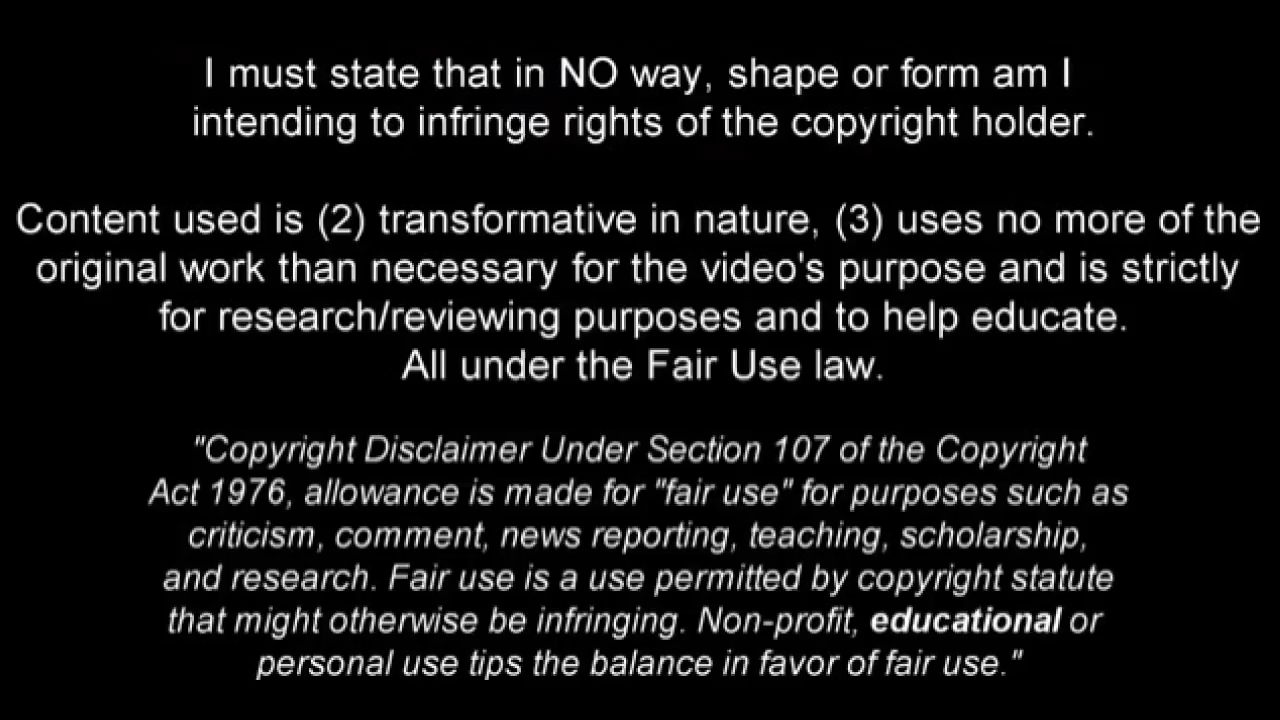 I must state that in NO way, shape or form am I
intending to infringe rights of the copyright holder.
Content used is (2) transformative in nature, (3) uses no more of the
original work than necessary for the video's purpose and is strictly
for research/reviewing purposes and to help educate.
All under the Fair Use law.
"Copyright Disclaimer Under Section 107 of the Copyright
Act 1976, allowance is made for "fair use" for purposes such as
criticism, comment, news reporting, teaching, scholarship,
and research. Fair use is a use permitted by copyright statute
that might otherwise be infringing. Non-profit, educational or
personal use tips the balance in favor of fair use."